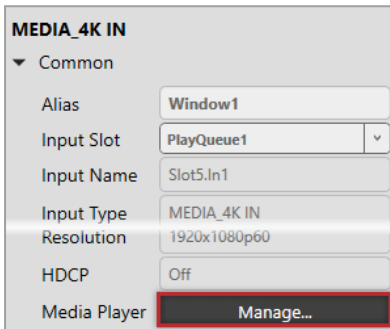 MEDIA_4K IN
Common
Alias Window1
Input Slot PlayQueue1
Input Name Slot5.In1
Input Type MEDIA_4K IN
Resolution 1920x1080p60
HDCP Off
Media Player Manage...